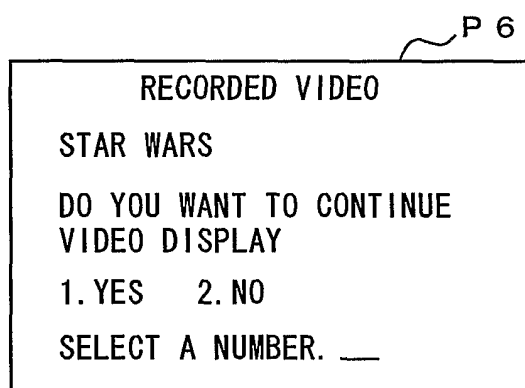 P 6
RECORDED VIDEO
STAR WARS
DO YOU WANT TO CONTINUE
VIDEO DISPLAY
1. YES 2. NO
SELECT A NUMBER. __